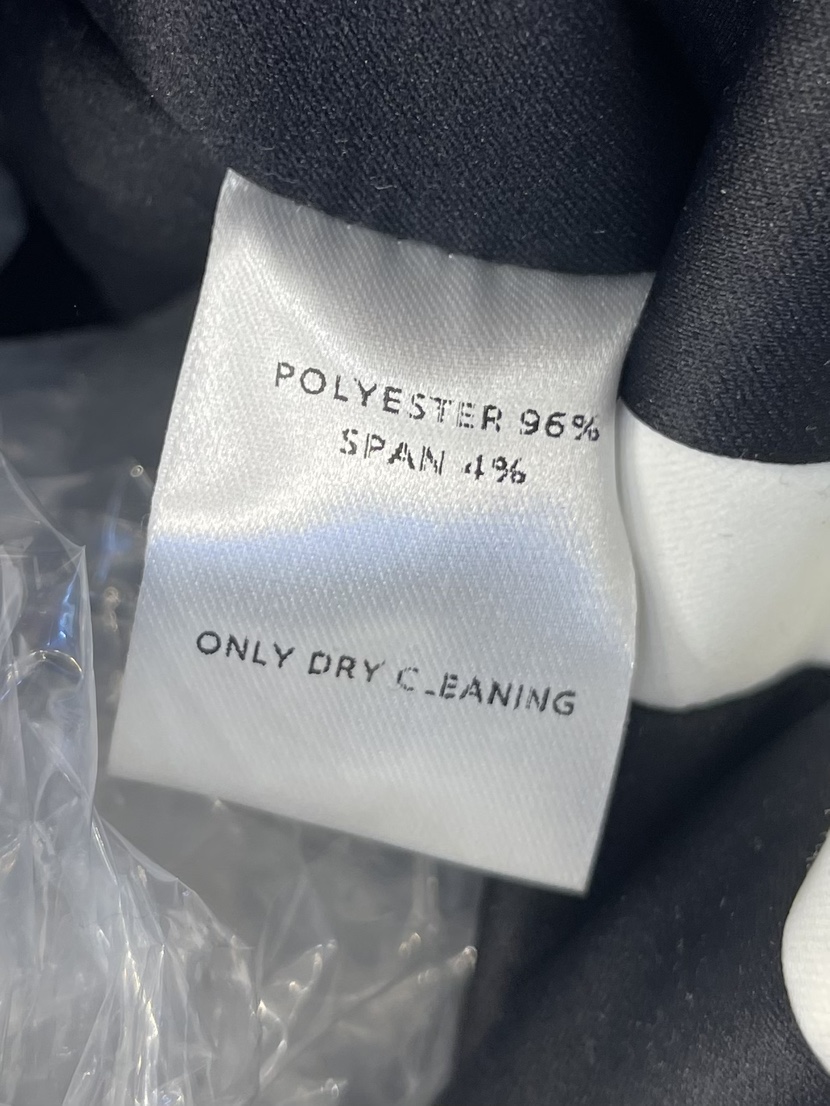 POLYESTER 96%
SPAN 4%
ONLY DRY CLEANING